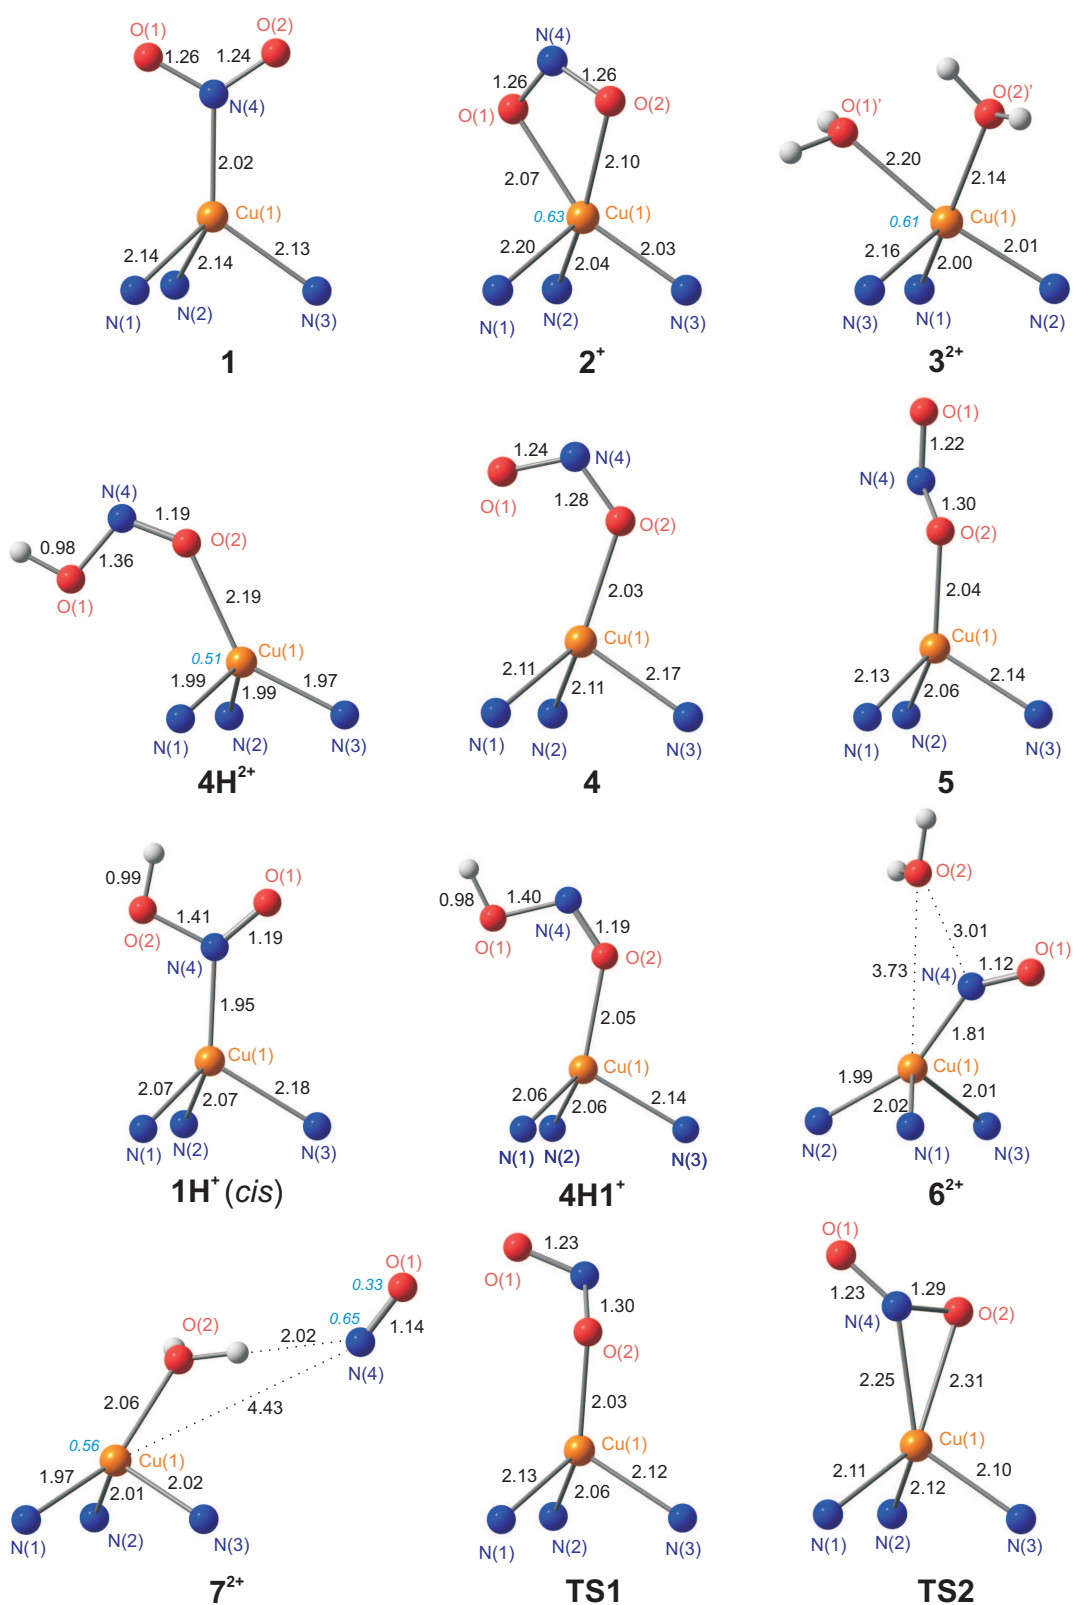 O(1) O(2)
1.26 1.24
N(4)
2.02
Cu(1)
2.14 2.14 2.13
N(1) N(2) N(3)
1
N(4)
1.26 1.26
O(1) O(2)
2.07 2.10
0.63 Cu(1)
2.20 2.04 2.03
N(1) N(2) N(3)
2⁺
O(1)' O(2)'
2.20 2.14
0.61 Cu(1)
2.16 2.00 2.01
N(3) N(1) N(2)
3²⁺
N(4)
0.98 1.36 1.19
O(1) O(2)
2.19
0.51 Cu(1)
1.99 1.99 1.97
N(1) N(2) N(3)
4H²⁺
1.24 N(4)
O(1) 1.28
O(2)
2.03
Cu(1)
2.11 2.11 2.17
N(1) N(2) N(3)
4
O(1)
1.22
N(4)
1.30
O(2)
2.04
Cu(1)
2.13 2.06 2.14
N(1) N(2) N(3)
5
0.99 O(1)
1.41 1.19
O(2)
N(4)
1.95
Cu(1)
2.07 2.07 2.18
N(1) N(2) N(3)
1H⁺ (cis)
0.98 1.40
O(1) N(4) 1.19
O(2)
2.05
Cu(1)
2.06 2.06 2.14
N(1) N(2) N(3)
4H1⁺
O(2)
3.01
3.73 N(4) 1.12 O(1)
1.81
Cu(1)
1.99 2.02 2.01
N(2) N(1) N(3)
6²⁺
O(1)
0.33
O(2) 0.65 1.14
2.02 N(4)
2.06 4.43
0.56 Cu(1)
1.97 2.01 2.02
N(1) N(2) N(3)
7²⁺
1.23
O(1)
1.30
O(2)
2.03
Cu(1)
2.13 2.06 2.12
N(1) N(2) N(3)
TS1
O(1)
1.23 1.29
N(4) O(2)
2.25 2.31
Cu(1)
2.11 2.12 2.10
N(1) N(2) N(3)
TS2